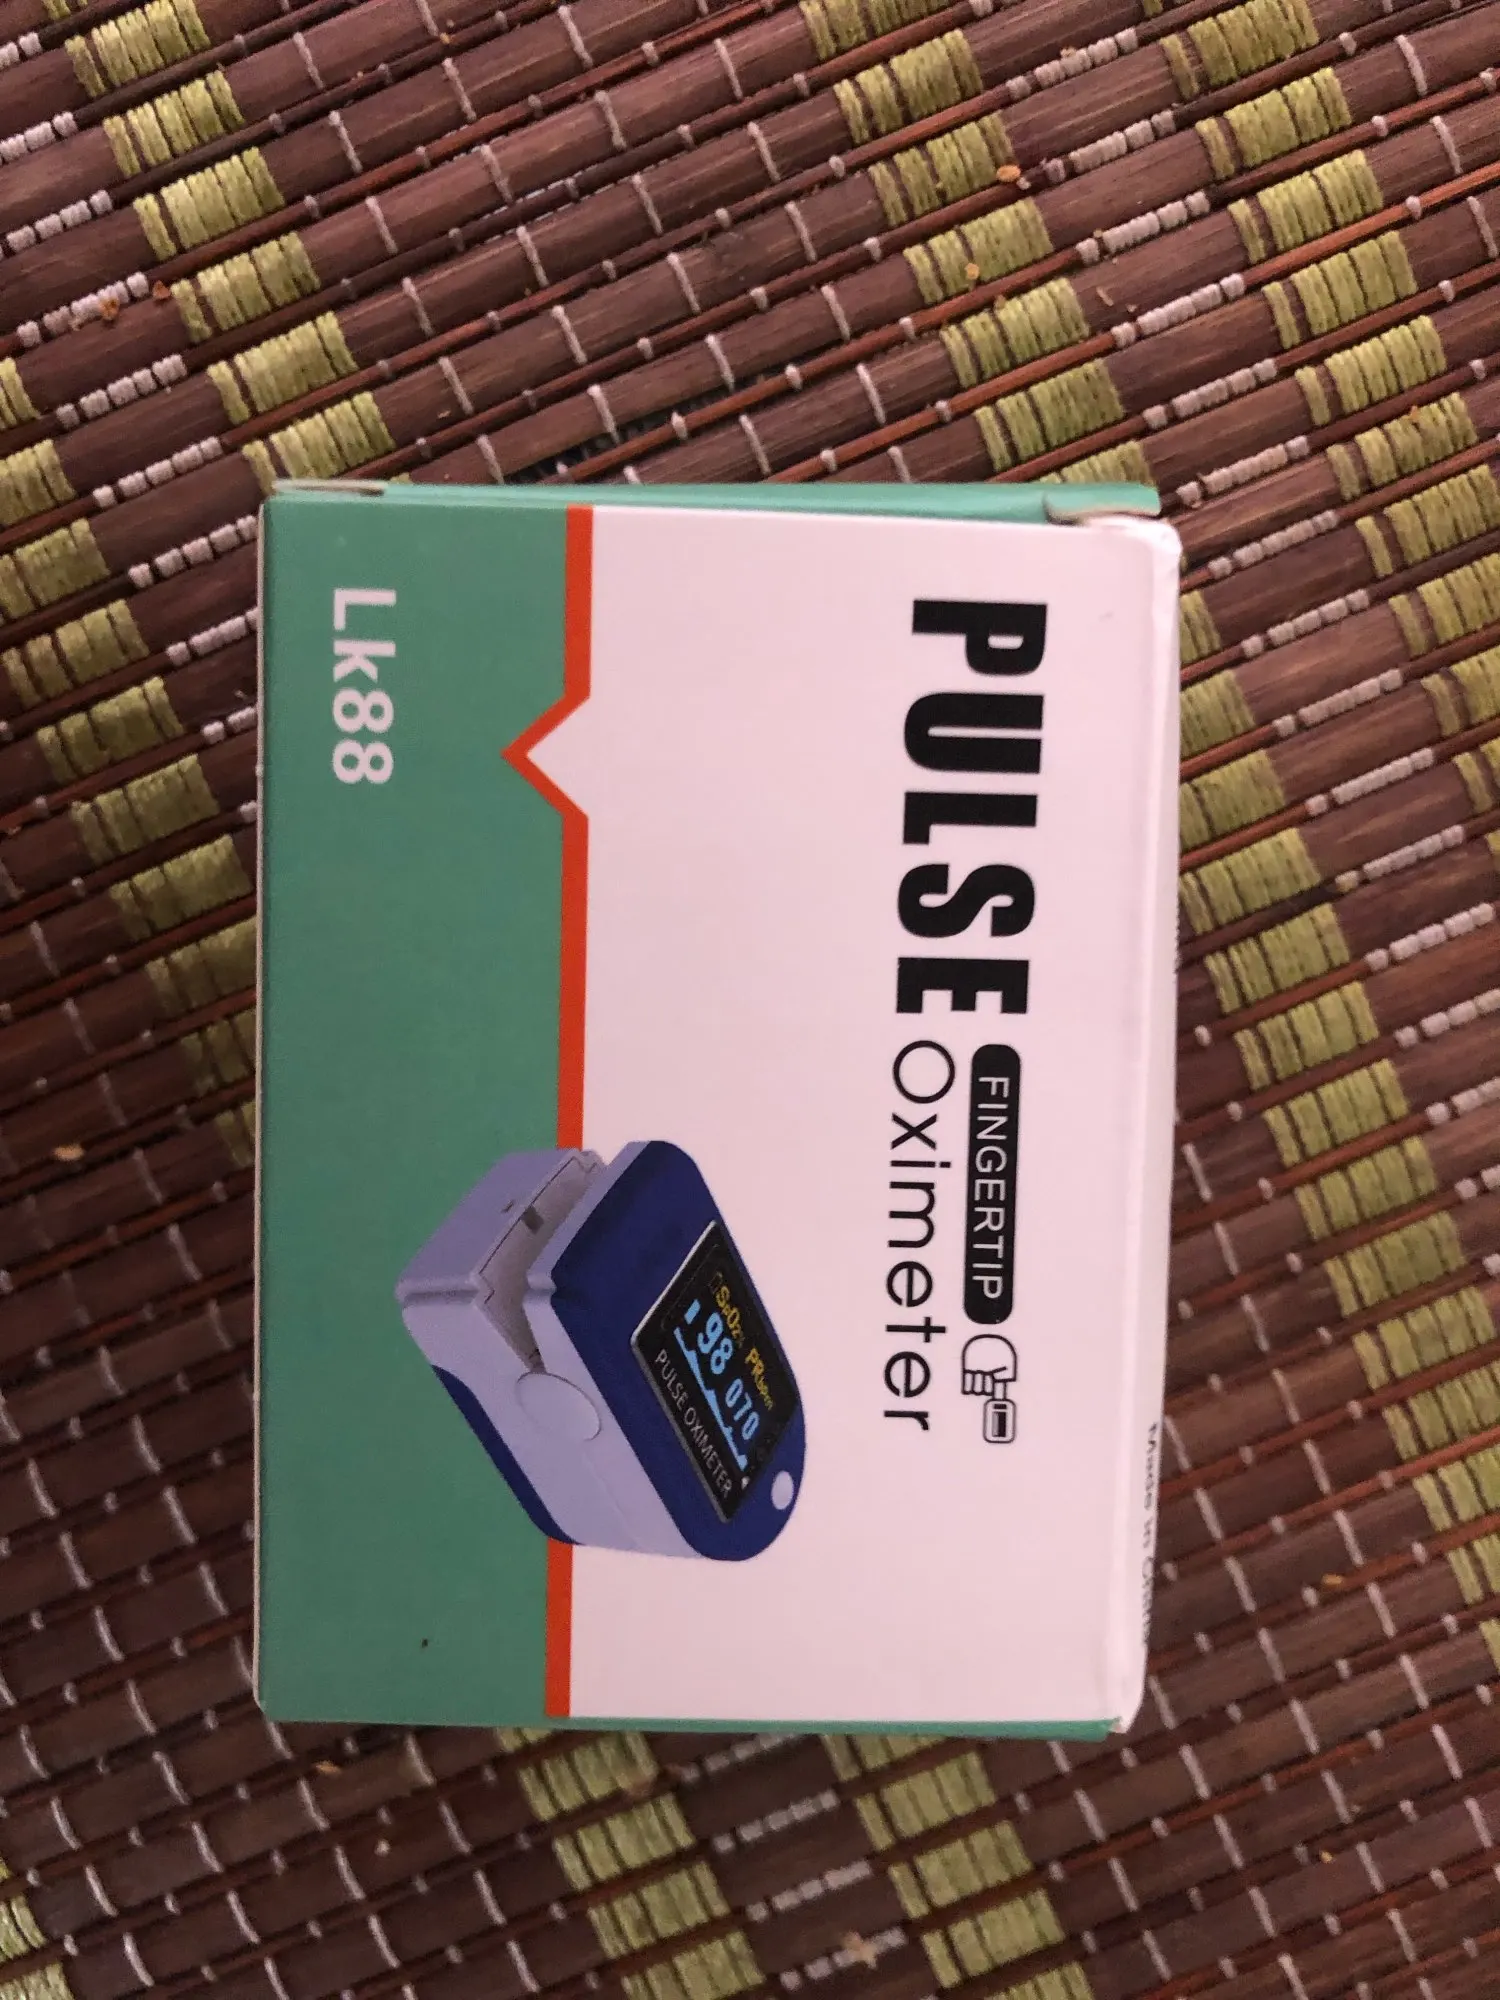 PULSE
FINGERTIP
Oximeter
SpO2% PRbpm
98 070
PULSE OXIMETER
Lk88
Made in China